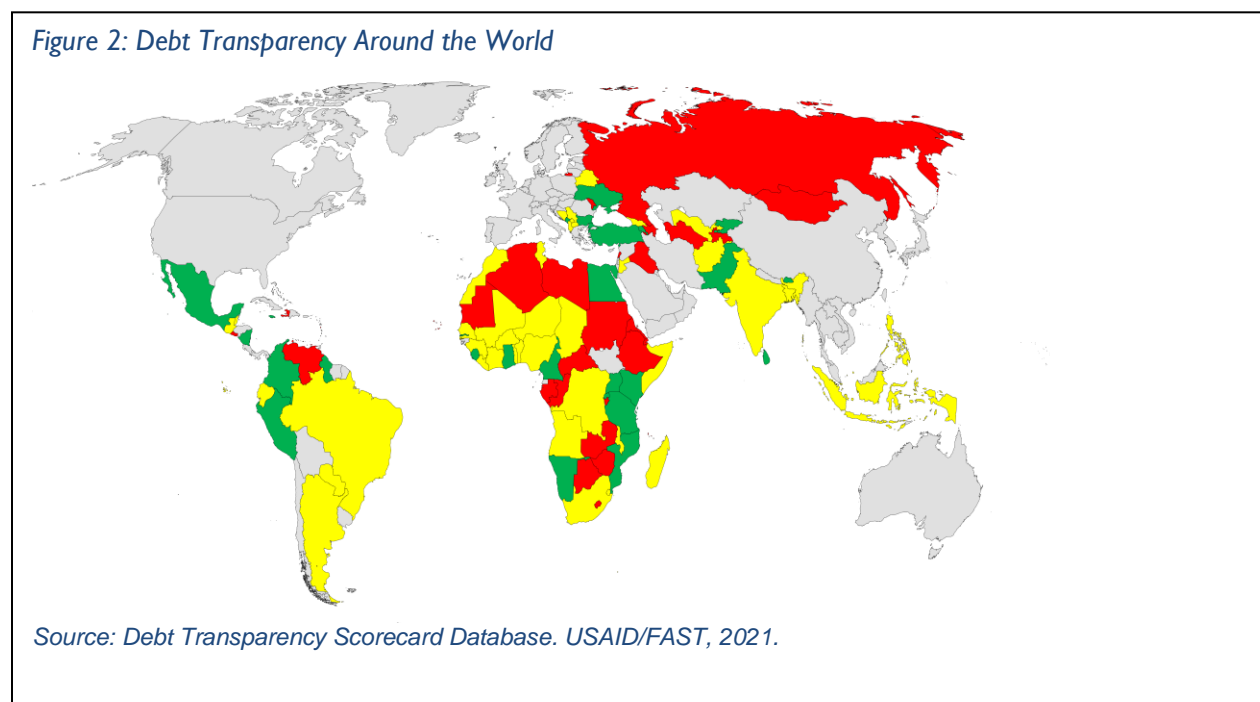 Figure 2: Debt Transparency Around the World
Source: Debt Transparency Scorecard Database. USAID/FAST, 2021.